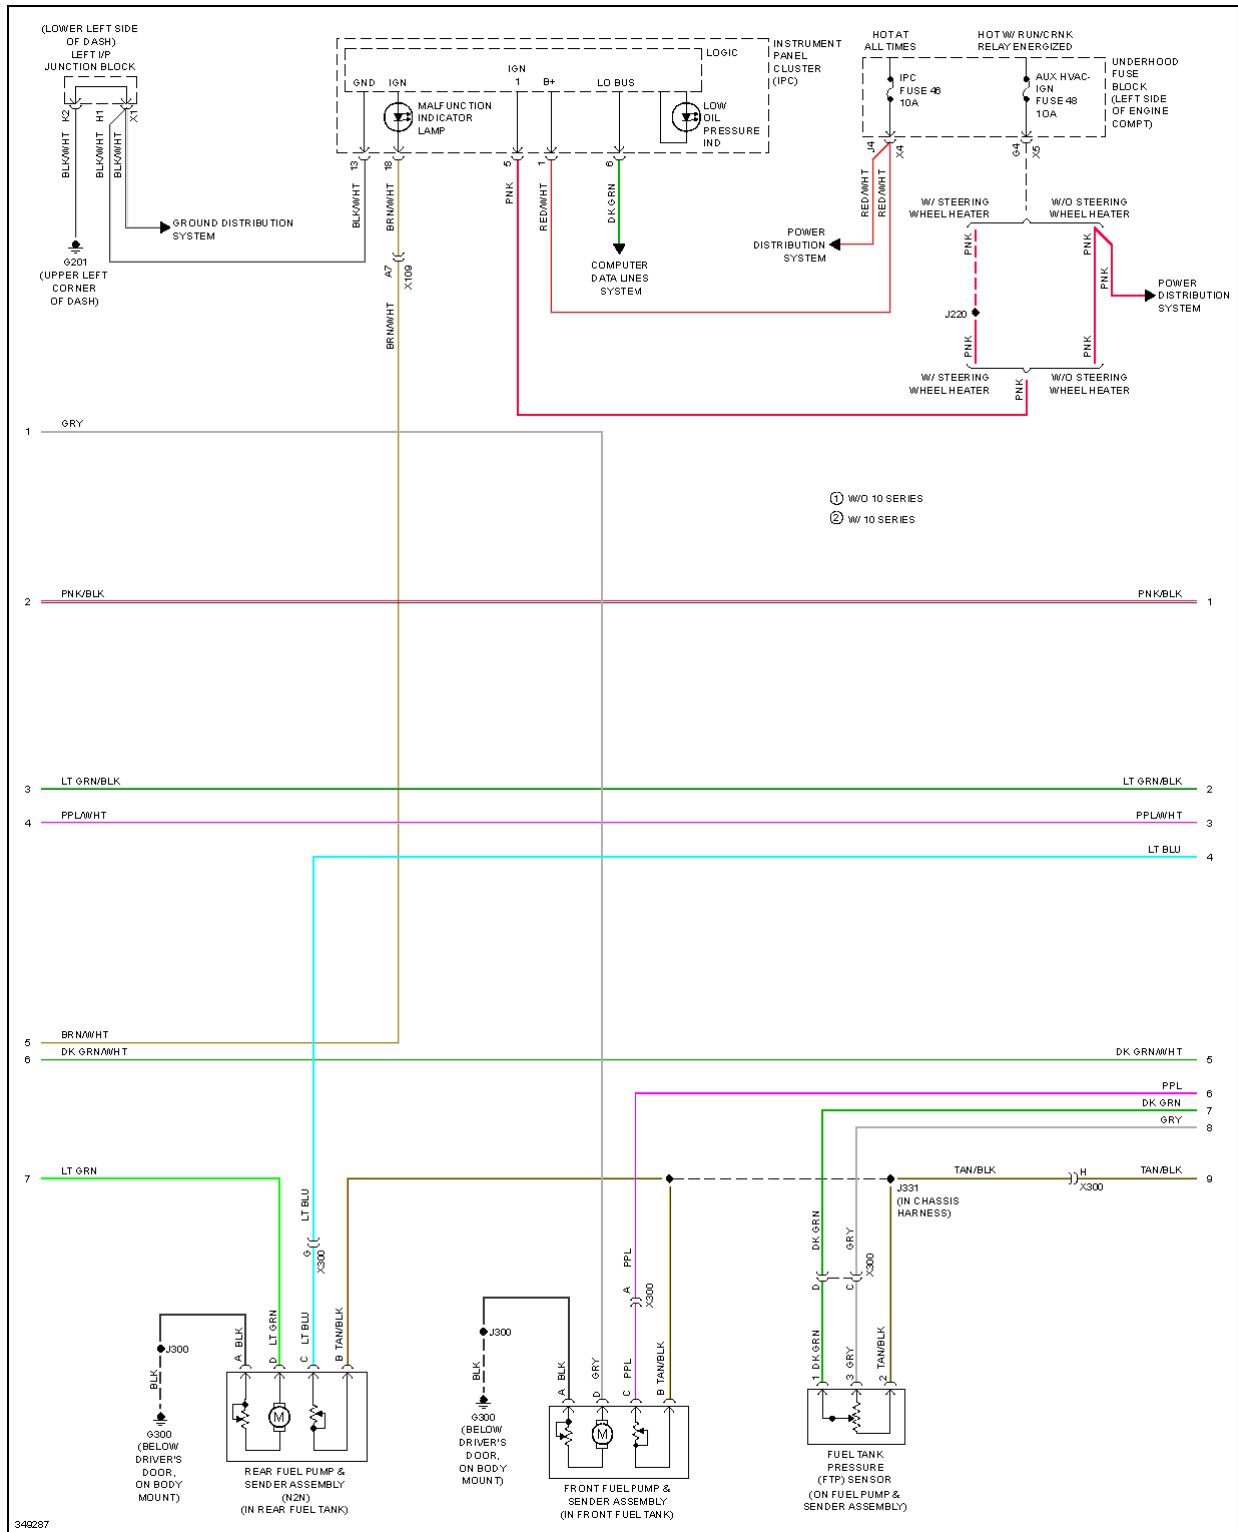 (LOWER LEFT SIDE
OF DASH)
LEFT I/P
JUNCTION BLOCK
K2
H1
X1
BLK/WHT
BLK/WHT
BLK/WHT
GROUND DISTRIBUTION
SYSTEM
G201
(UPPER LEFT
CORNER
OF DASH)
LOGIC
GND
IGN
IGN
1
B+
LO BUS
MALFUNCTION
INDICATOR
LAMP
LOW
OIL
PRESSURE
IND
INSTRUMENT
PANEL
CLUSTER
(IPC)
13
18
5
1
6
BLK/WHT
BRN/WHT
PNK
RED/WHT
DK GRN
A7
X109
BRN/WHT
COMPUTER
DATA LINES
SYSTEM
HOT AT
ALL TIMES
HOT W/ RUN/CRNK
RELAY ENERGIZED
IPC
FUSE 46
10A
AUX HVAC-
IGN
FUSE 48
10A
UNDERHOOD
FUSE
BLOCK
(LEFT SIDE
OF ENGINE
COMPT)
J4
X4
G4
X5
RED/WHT
RED/WHT
POWER
DISTRIBUTION
SYSTEM
W/ STEERING
WHEEL HEATER
W/O STEERING
WHEEL HEATER
PNK
PNK
PNK
POWER
DISTRIBUTION
SYSTEM
J220
PNK
PNK
W/ STEERING
WHEEL HEATER
W/O STEERING
WHEEL HEATER
PNK
1 GRY
1 W/O 10 SERIES
2 W/ 10 SERIES
2 PNK/BLK PNK/BLK 1
3 LT GRN/BLK LT GRN/BLK 2
4 PPL/WHT PPL/WHT 3
LT BLU 4
5 BRN/WHT
6 DK GRN/WHT DK GRN/WHT 5
PPL 6
DK GRN 7
GRY 8
7 LT GRN
TAN/BLK H X300 TAN/BLK 9
J331
(IN CHASSIS
HARNESS)
LT BLU
G
X300
PPL
A
X300
DK GRN
GRY
D
C
X300
J300
BLK
G300
(BELOW
DRIVER'S
DOOR,
ON BODY
MOUNT)
A BLK
D LT GRN
C LT BLU
B TAN/BLK
M
REAR FUEL PUMP &
SENDER ASSEMBLY
(N2N)
(IN REAR FUEL TANK)
J300
BLK
G300
(BELOW
DRIVER'S
DOOR,
ON BODY
MOUNT)
A BLK
D GRY
C PPL
B TAN/BLK
M
FRONT FUEL PUMP &
SENDER ASSEMBLY
(IN FRONT FUEL TANK)
1 DK GRN
3 GRY
2 TAN/BLK
FUEL TANK
PRESSURE
(FTP) SENSOR
(ON FUEL PUMP &
SENDER ASSEMBLY)
349287